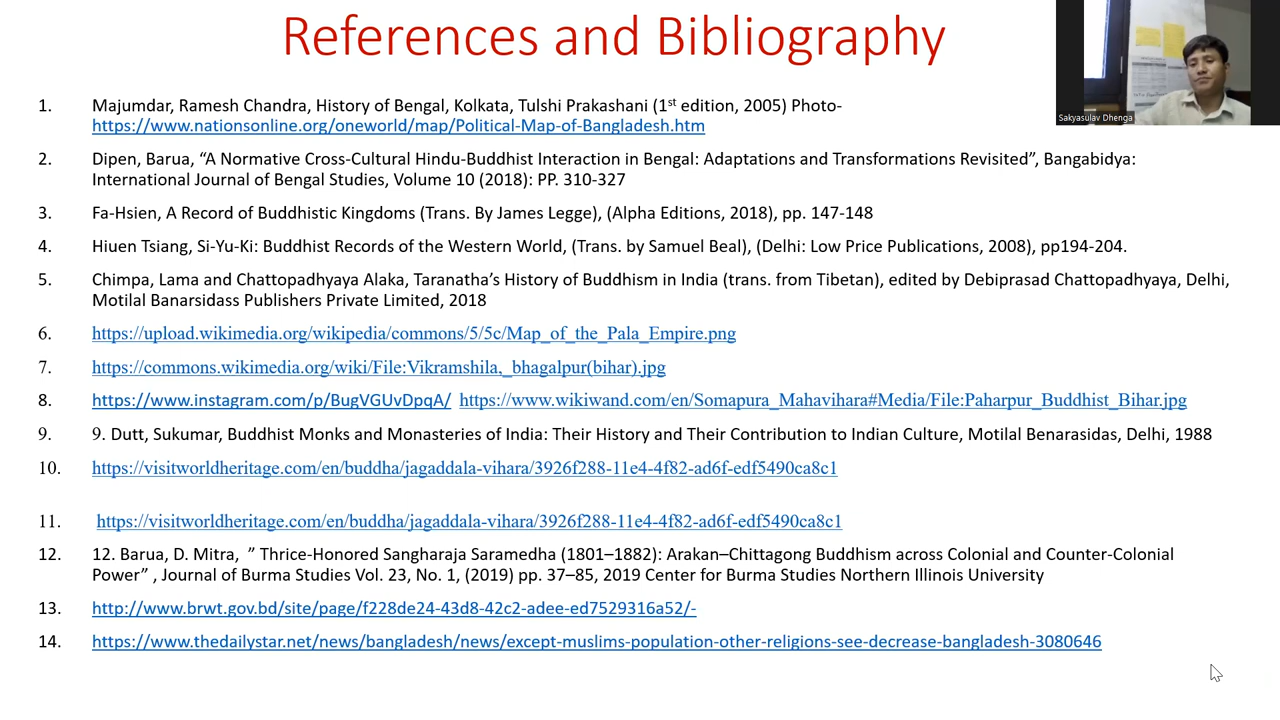 References and Bibliography
Sakyasulav Dhenga
1. Majumdar, Ramesh Chandra, History of Bengal, Kolkata, Tulshi Prakashani (1st edition, 2005) Photo-
https://www.nationsonline.org/oneworld/map/Political-Map-of-Bangladesh.htm
2. Dipen, Barua, “A Normative Cross-Cultural Hindu-Buddhist Interaction in Bengal: Adaptations and Transformations Revisited”, Bangabidya:
International Journal of Bengal Studies, Volume 10 (2018): PP. 310-327
3. Fa-Hsien, A Record of Buddhistic Kingdoms (Trans. By James Legge), (Alpha Editions, 2018), pp. 147-148
4. Hiuen Tsiang, Si-Yu-Ki: Buddhist Records of the Western World, (Trans. by Samuel Beal), (Delhi: Low Price Publications, 2008), pp194-204.
5. Chimpa, Lama and Chattopadhyaya Alaka, Taranatha’s History of Buddhism in India (trans. from Tibetan), edited by Debiprasad Chattopadhyaya, Delhi,
Motilal Banarsidass Publishers Private Limited, 2018
6. https://upload.wikimedia.org/wikipedia/commons/5/5c/Map_of_the_Pala_Empire.png
7. https://commons.wikimedia.org/wiki/File:Vikramshila,_bhagalpur(bihar).jpg
8. https://www.instagram.com/p/BugVGUvDpqA/ https://www.wikiwand.com/en/Somapura_Mahavihara#Media/File:Paharpur_Buddhist_Bihar.jpg
9. 9. Dutt, Sukumar, Buddhist Monks and Monasteries of India: Their History and Their Contribution to Indian Culture, Motilal Benarasidas, Delhi, 1988
10. https://visitworldheritage.com/en/buddha/jagaddala-vihara/3926f288-11e4-4f82-ad6f-edf5490ca8c1
11. https://visitworldheritage.com/en/buddha/jagaddala-vihara/3926f288-11e4-4f82-ad6f-edf5490ca8c1
12. 12. Barua, D. Mitra, ” Thrice-Honored Sangharaja Saramedha (1801–1882): Arakan–Chittagong Buddhism across Colonial and Counter-Colonial
Power” , Journal of Burma Studies Vol. 23, No. 1, (2019) pp. 37–85, 2019 Center for Burma Studies Northern Illinois University
13. http://www.brwt.gov.bd/site/page/f228de24-43d8-42c2-adee-ed7529316a52/-
14. https://www.thedailystar.net/news/bangladesh/news/except-muslims-population-other-religions-see-decrease-bangladesh-3080646